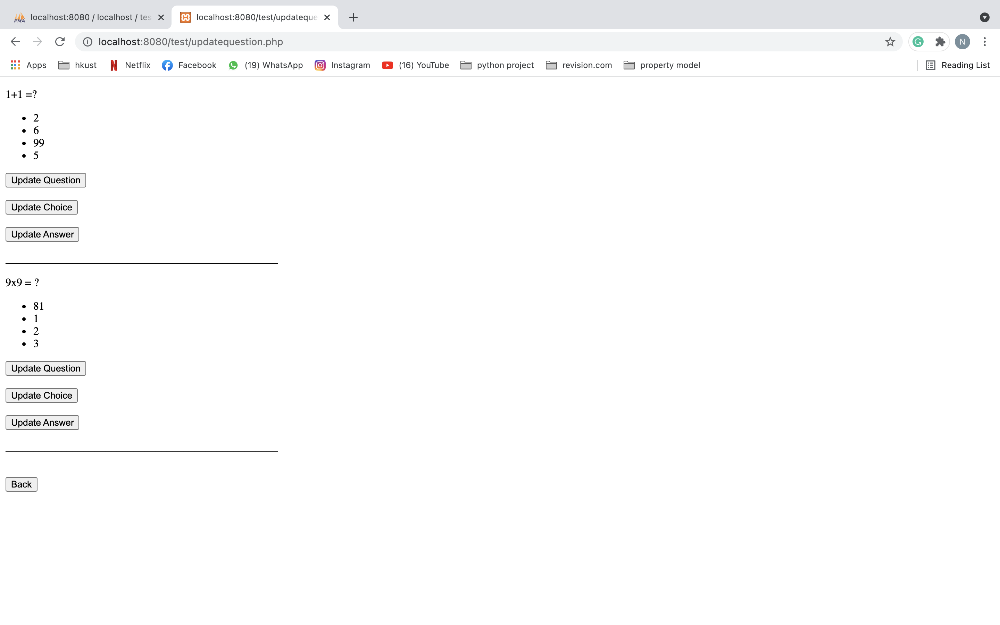 PMA localhost:8080 / localhost / tes
localhost:8080/test/updateque
localhost:8080/test/updatequestion.php
N
Apps hkust Netflix Facebook (19) WhatsApp Instagram (16) YouTube python project revision.com property model Reading List
1+1 =?
2
6
99
5
Update Question
Update Choice
Update Answer
9x9 = ?
81
1
2
3
Update Question
Update Choice
Update Answer
Back